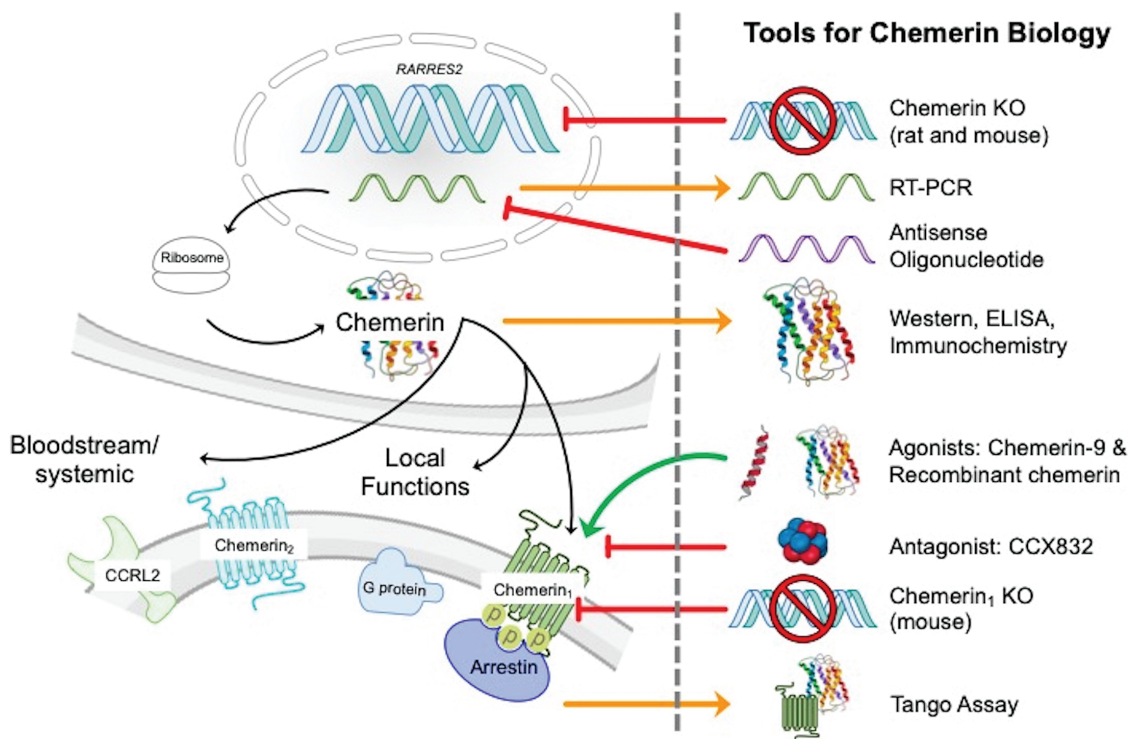 Tools for Chemerin Biology
RARRES2
Chemerin KO
(rat and mouse)
RT-PCR
Antisense
Oligonucleotide
Ribosome
Chemerin
Western, ELISA,
Immunochemistry
Bloodstream/
systemic
Local
Functions
Agonists: Chemerin-9 &
Recombinant chemerin
CCRL2
Chemerin₂
G protein
Chemerin₁
Antagonist: CCX832
Chemerin₁ KO
(mouse)
p
p
p
Arrestin
Tango Assay